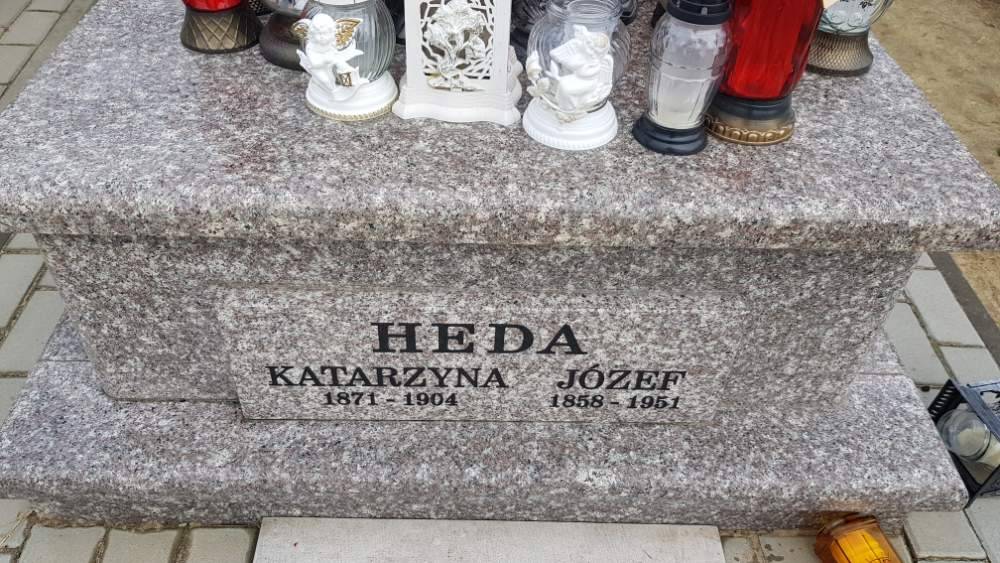 HEDA
KATARZYNA JÓZEF
1871 - 1904 1858 - 1951